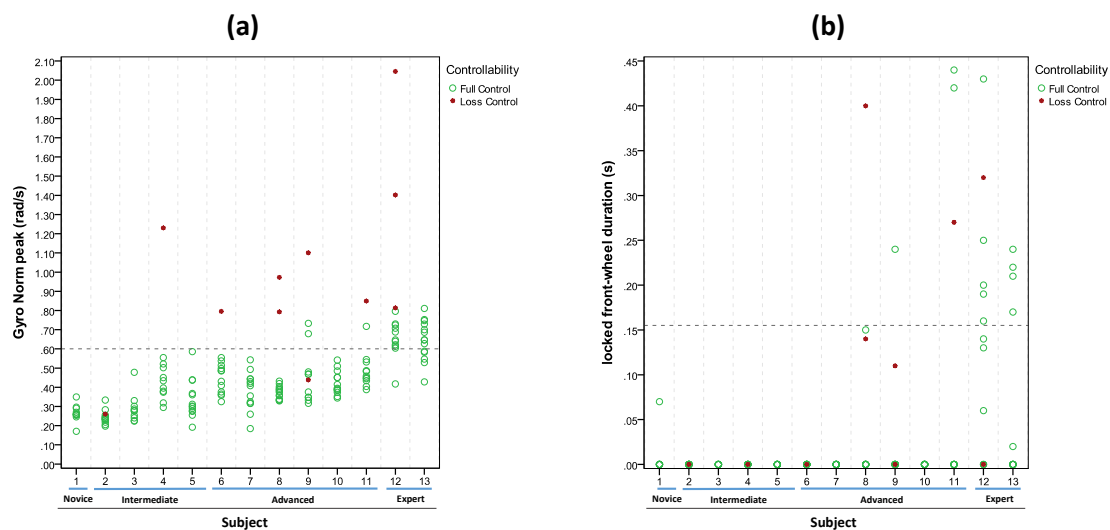 (a)
Controllability
Full Control
Loss Control
Gyro Norm peak (rad/s)
2.10
2.00
1.90
1.80
1.70
1.60
1.50
1.40
1.30
1.20
1.10
1.00
.90
.80
.70
.60
.50
.40
.30
.20
.10
.00
1 2 3 4 5 6 7 8 9 10 11 12 13
Novice Intermediate Advanced Expert
Subject
(b)
Controllability
Full Control
Loss Control
locked front-wheel duration (s)
.45
.40
.35
.30
.25
.20
.15
.10
.05
.00
1 2 3 4 5 6 7 8 9 10 11 12 13
Novice Intermediate Advanced Expert
Subject